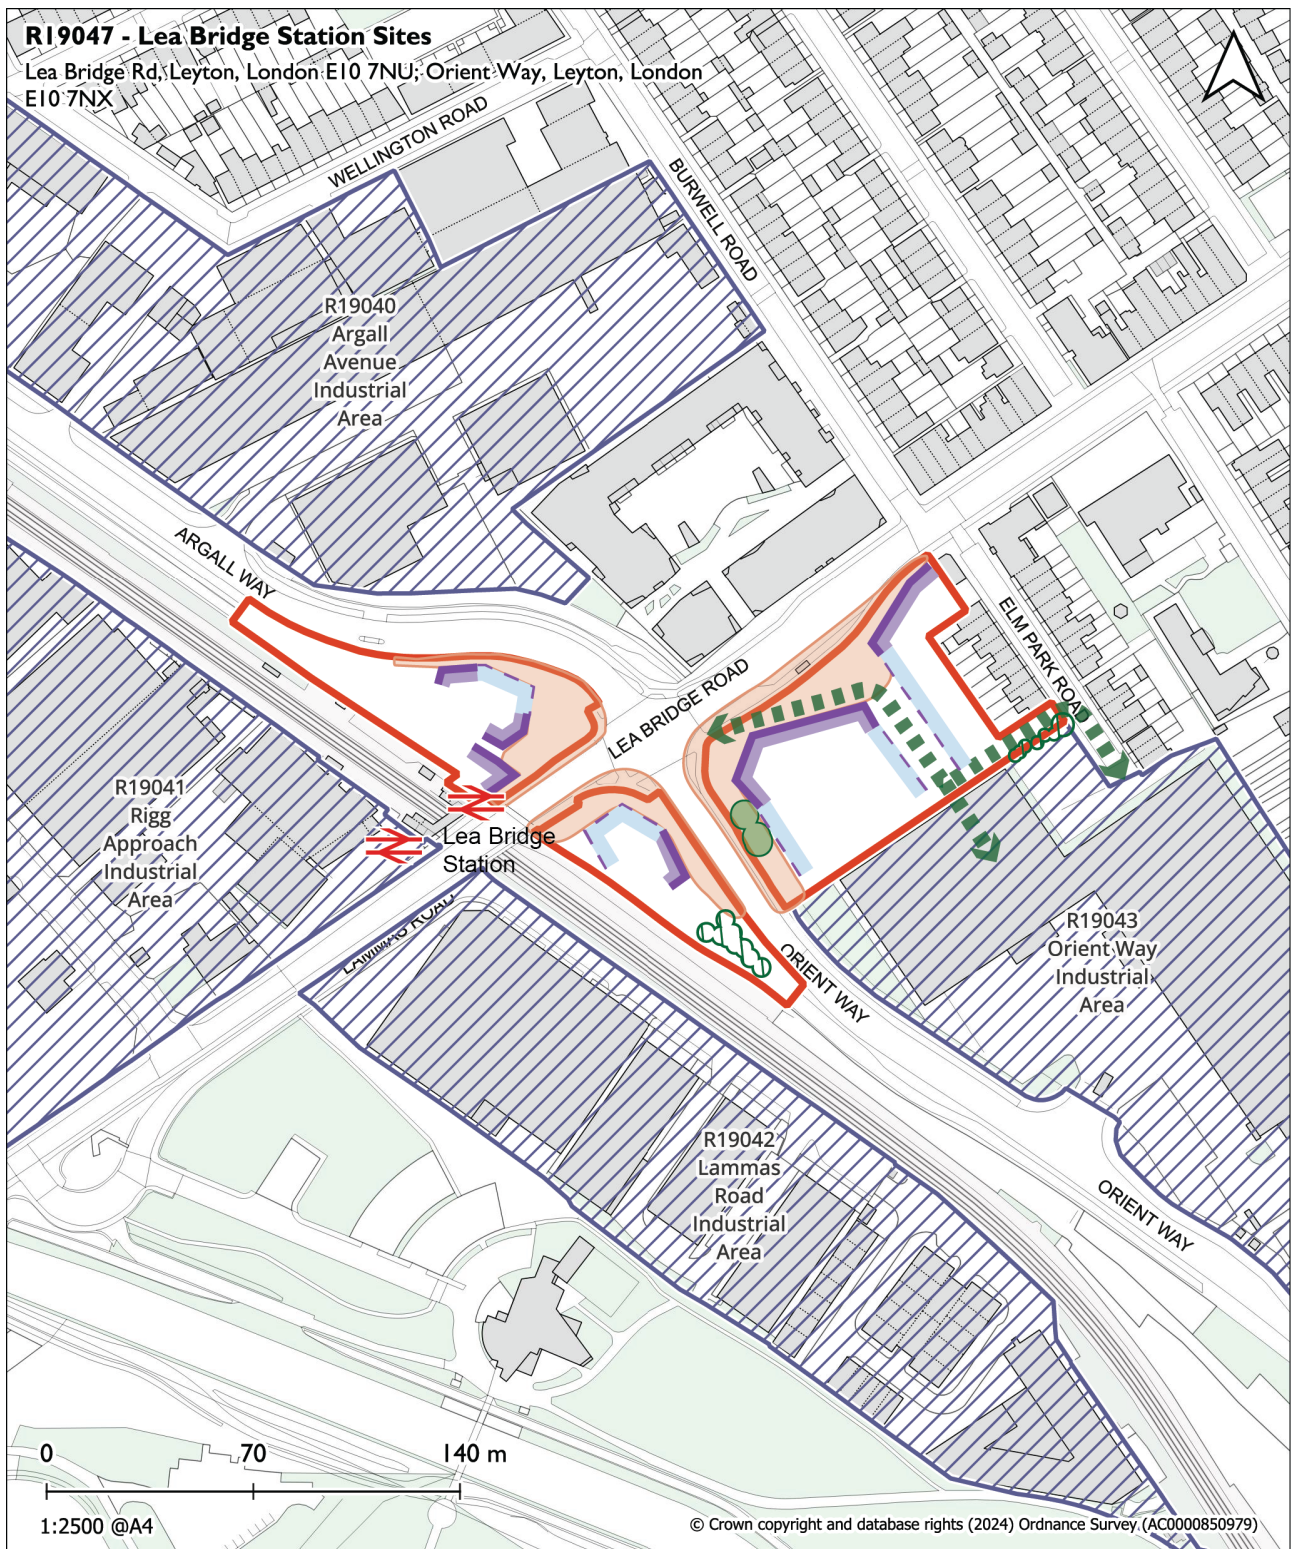 R19047 - Lea Bridge Station Sites
Lea Bridge Rd, Leyton, London E10 7NU; Orient Way, Leyton, London
E10 7NX
WELLINGTON ROAD
BURWELL ROAD
R19040
Argall
Avenue
Industrial
Area
ARGALL WAY
ELM PARK ROAD
LEA BRIDGE ROAD
R19041
Rigg
Approach
Industrial
Area
Lea Bridge
Station
LAMMAS ROAD
R19043
Orient Way
Industrial
Area
ORIENT WAY
R19042
Lammas
Road
Industrial
Area
ORIENT WAY
0 70 140 m
1:2500 @A4
© Crown copyright and database rights (2024) Ordnance Survey (AC0000850979)